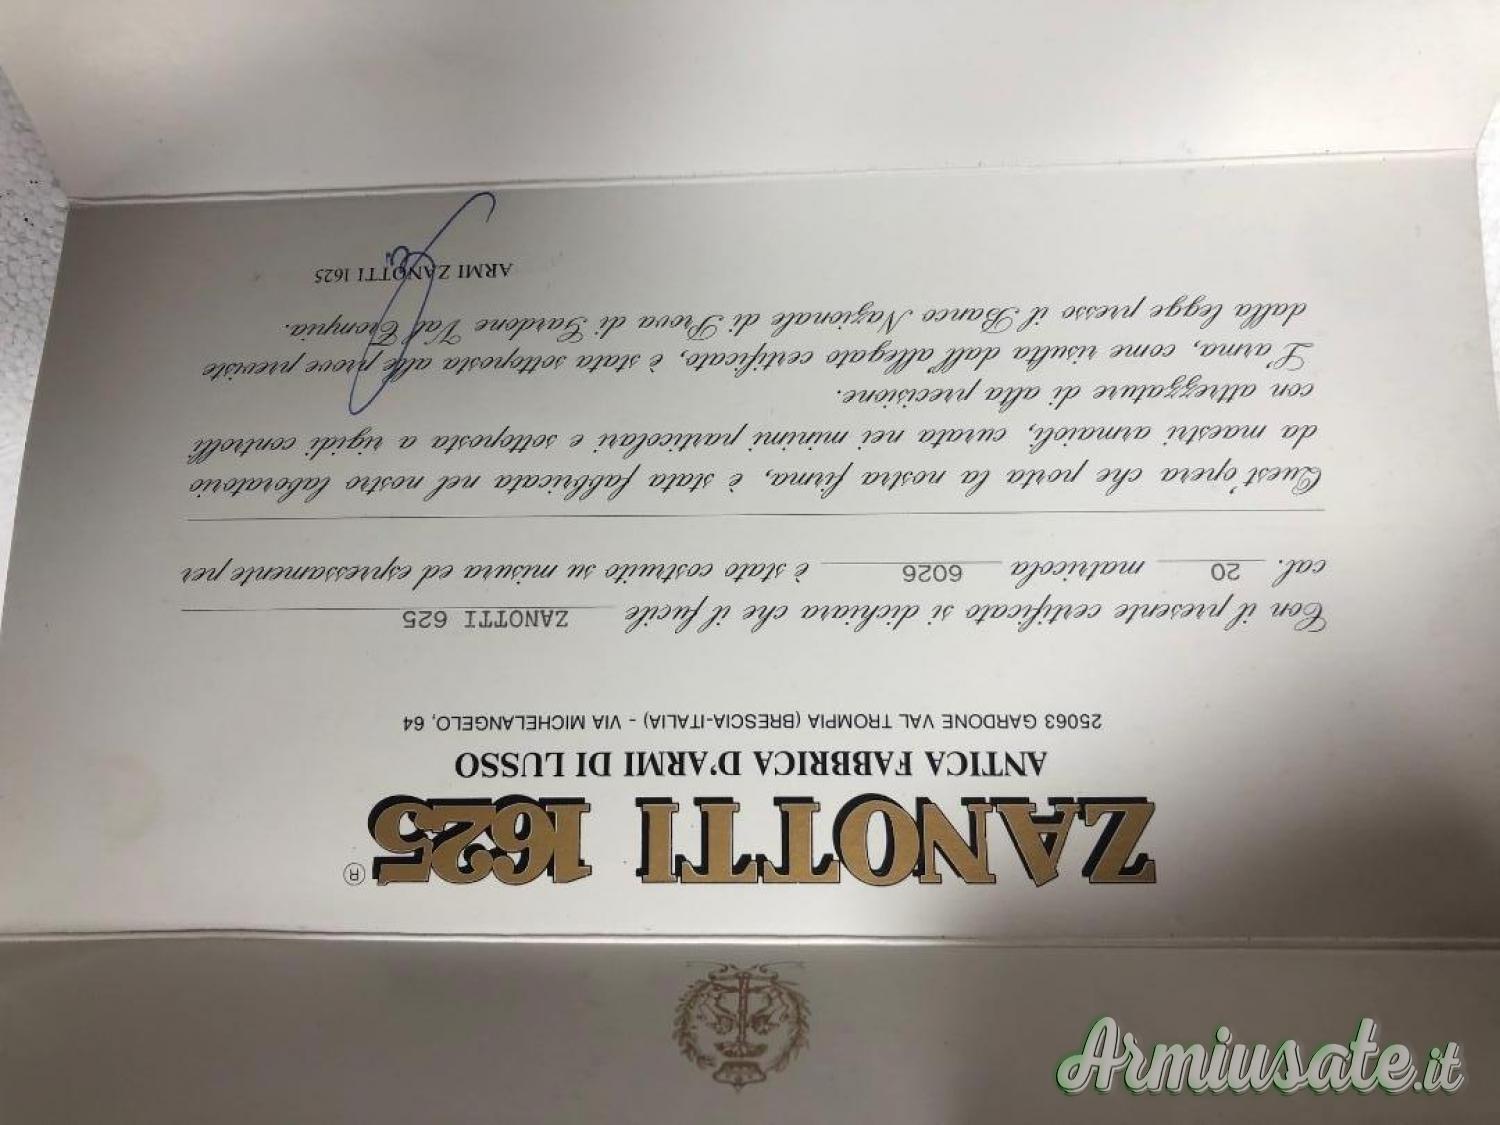 ZANOTTI 1625 ®
ANTICA FABBRICA D'ARMI DI LUSSO
25063 GARDONE VAL TROMPIA (BRESCIA-ITALIA) - VIA MICHELANGELO, 64
Con il presente certificato si dichiara che il fucile ZANOTTI 625
cal. 20 matricola 6026 è stato costruito su misura ed espressamente per
Quest'opera che porta la nostra firma, è stata fabbricata nel nostro laboratorio
da maestri armaioli, curata nei minimi particolari e sottoposta a rigidi controlli
con attrezzature di alta precisione.
L'arma, come risulta dall'allegato certificato, è stata sottoposta alle prove previste
dalla legge presso il Banco Nazionale di Prova di Gardone Val Trompia.
ARMI ZANOTTI 1625
Armiusate.it